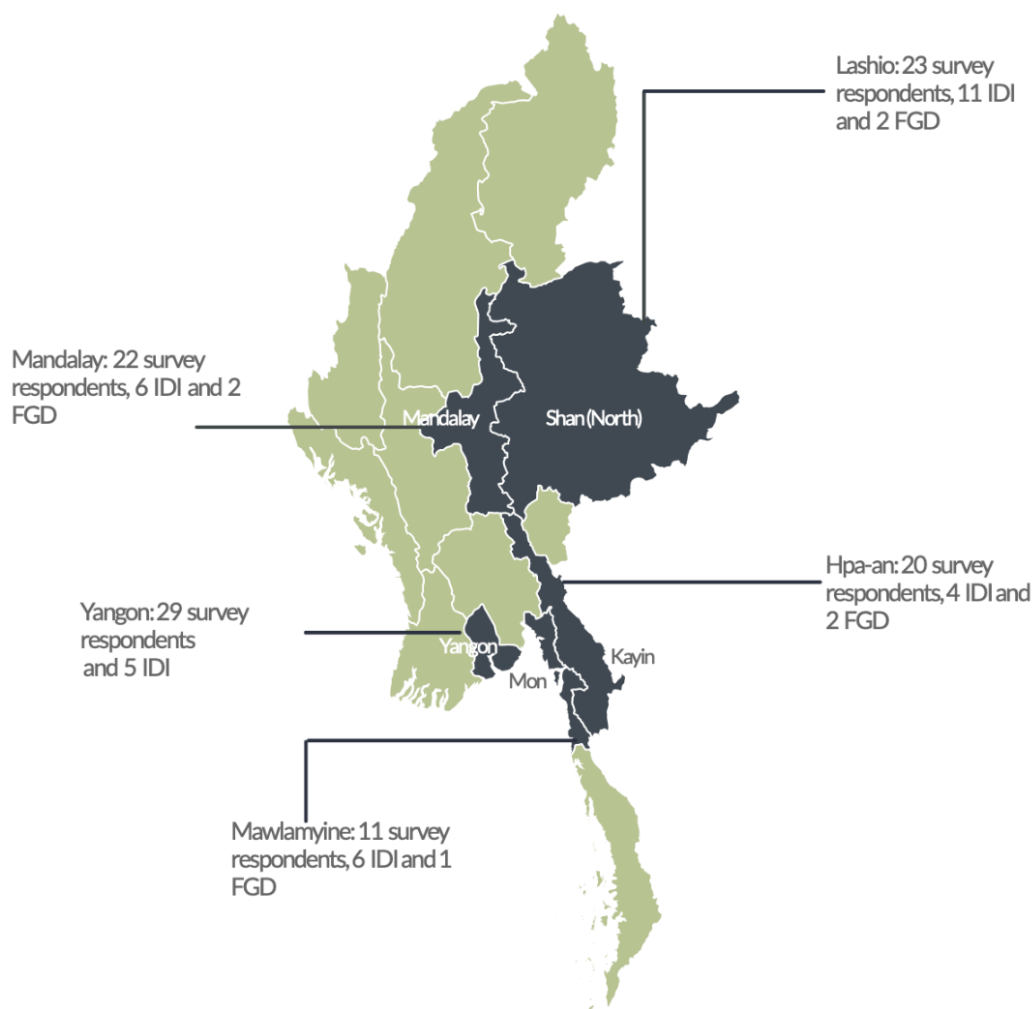 Lashio: 23 survey
respondents, 11 IDI
and 2 FGD
Mandalay: 22 survey
respondents, 6 IDI and 2
FGD
Mandalay
Shan (North)
Hpa-an: 20 survey
respondents, 4 IDI and
2 FGD
Yangon: 29 survey
respondents
and 5 IDI
Yangon
Kayin
Mon
Mawlamyine: 11 survey
respondents, 6 IDI and 1
FGD